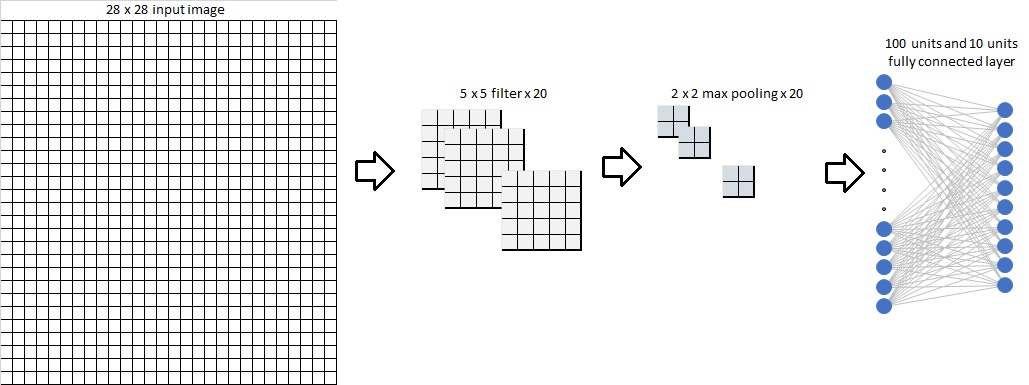 28 x 28 input image
5 x 5 filter x 20
2 x 2 max pooling x 20
100 units and 10 units
fully connected layer